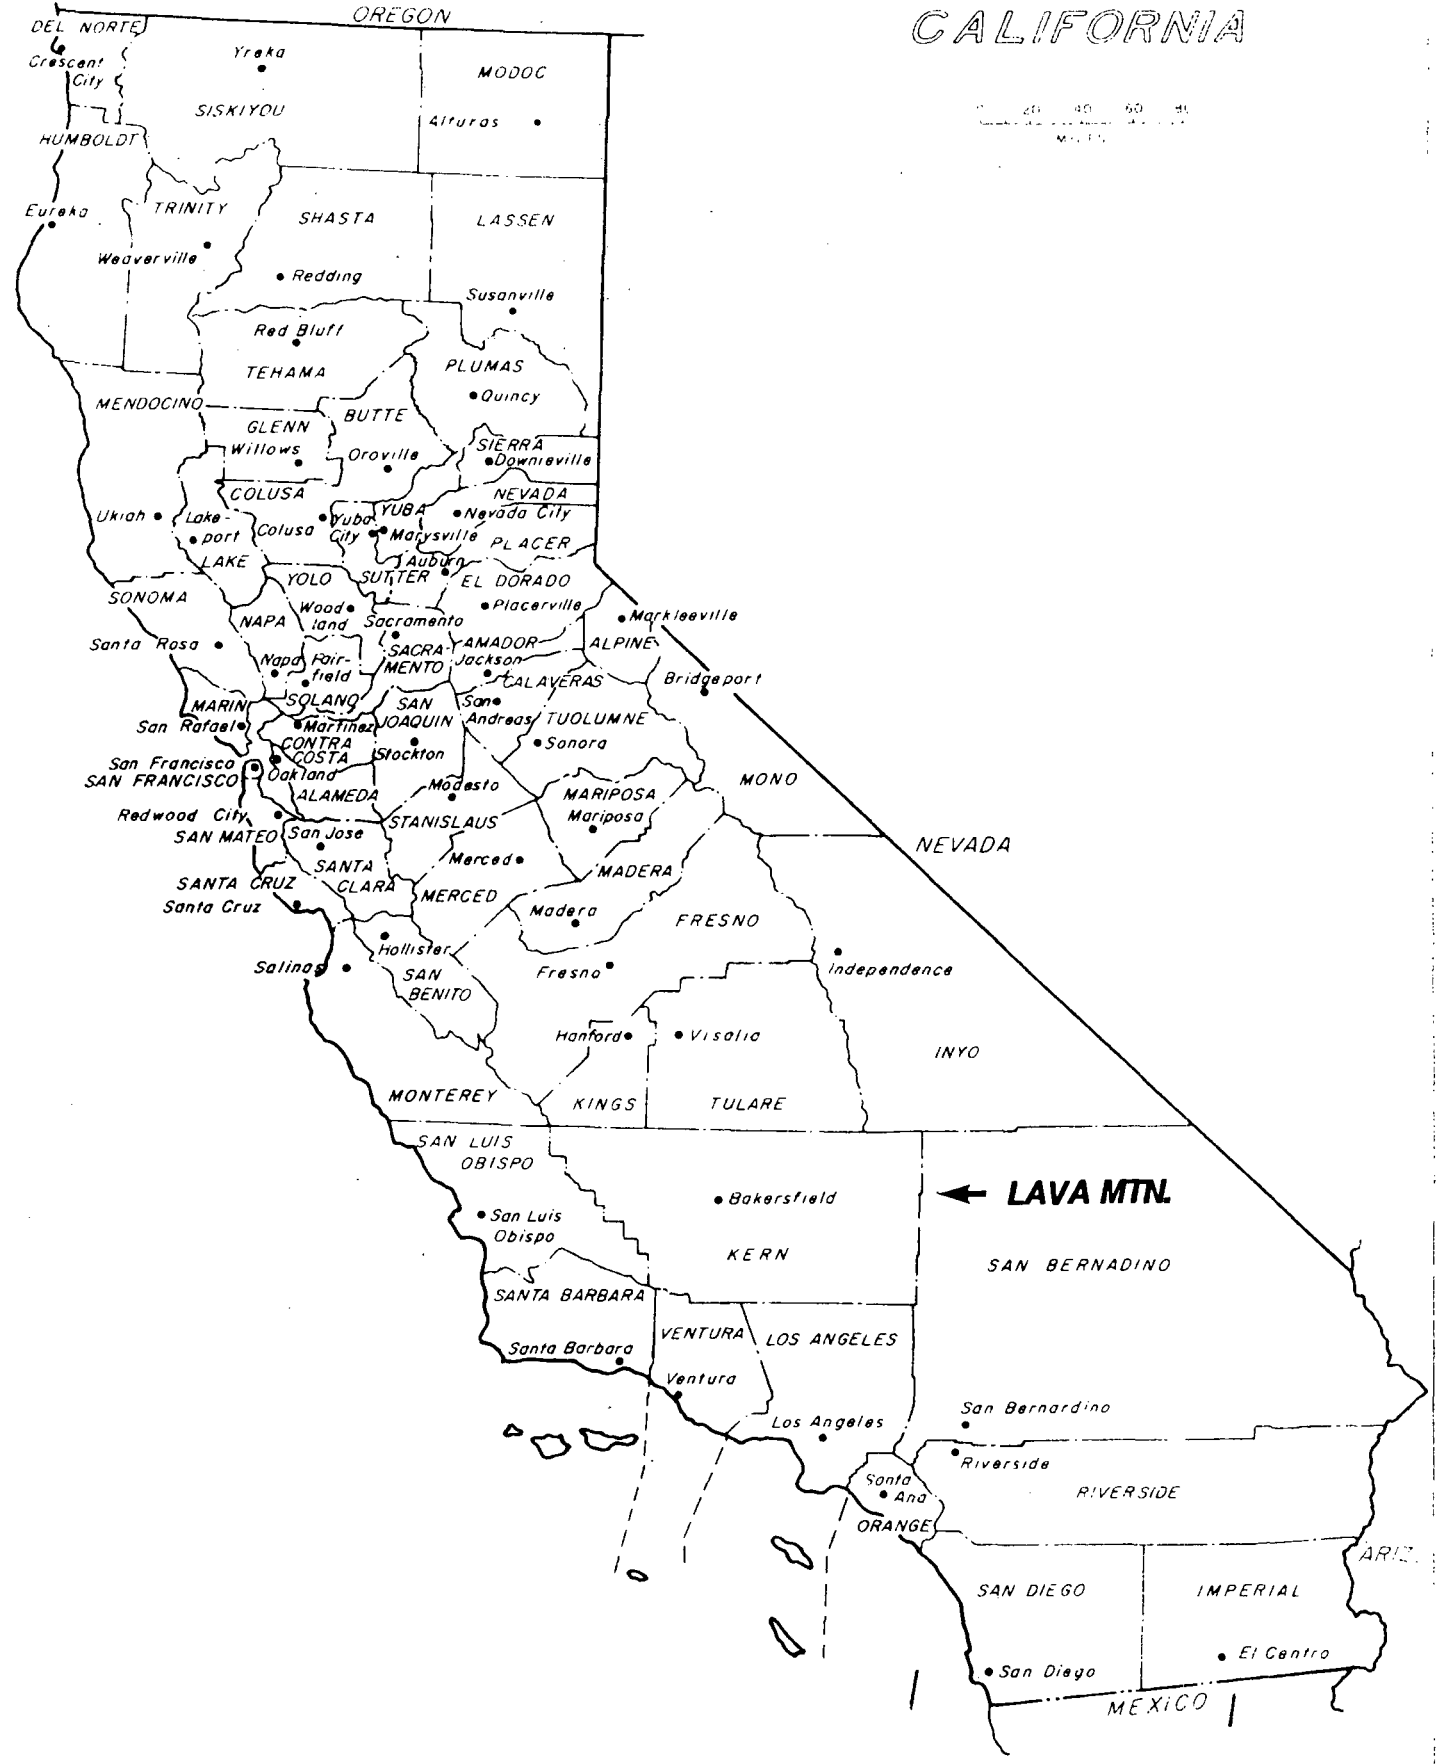 CALIFORNIA
OREGON
DEL NORTE
Crescent
City
Yreka
MODOC
SISKIYOU
Alturas
20 40 60 80
MILES
HUMBOLDT
Eureka
TRINITY
SHASTA
LASSEN
Weaverville
Redding
Susanville
Red Bluff
TEHAMA
PLUMAS
Quincy
MENDOCINO
GLENN
BUTTE
Willows
Oroville
SIERRA
Downieville
COLUSA
NEVADA
Ukiah
Lake-
port
Colusa
Yuba
City
YUBA
Nevada City
Marysville
PLACER
LAKE
Auburn
YOLO
SUTTER
EL DORADO
SONOMA
NAPA
Wood
land
Placerville
Sacramento
Markleeville
Santa Rosa
SACRA-
MENTO
AMADOR
ALPINE
Napa
Fair-
field
Jackson
CALAVERAS
Bridgeport
MARIN
SOLANO
SAN
JOAQUIN
San
Andreas
TUOLUMNE
San Rafael
Martinez
CONTRA
COSTA
Stockton
Sonora
San Francisco
SAN FRANCISCO
Oakland
ALAMEDA
Modesto
MARIPOSA
MONO
Redwood City
SAN MATEO
San Jose
STANISLAUS
Mariposa
NEVADA
SANTA
CLARA
Merced
MADERA
SANTA CRUZ
Santa Cruz
MERCED
Madera
FRESNO
Hollister
Salinas
SAN
BENITO
Fresno
Independence
Hanford
Visalia
INYO
MONTEREY
KINGS
TULARE
SAN LUIS
OBISPO
LAVA MTN.
Bakersfield
San Luis
Obispo
KERN
SAN BERNADINO
SANTA BARBARA
VENTURA
LOS ANGELES
Santa Barbara
Ventura
Los Angeles
San Bernardino
Riverside
Santa
Ana
RIVERSIDE
ORANGE
ARIZ.
SAN DIEGO
IMPERIAL
San Diego
El Centro
MEXICO